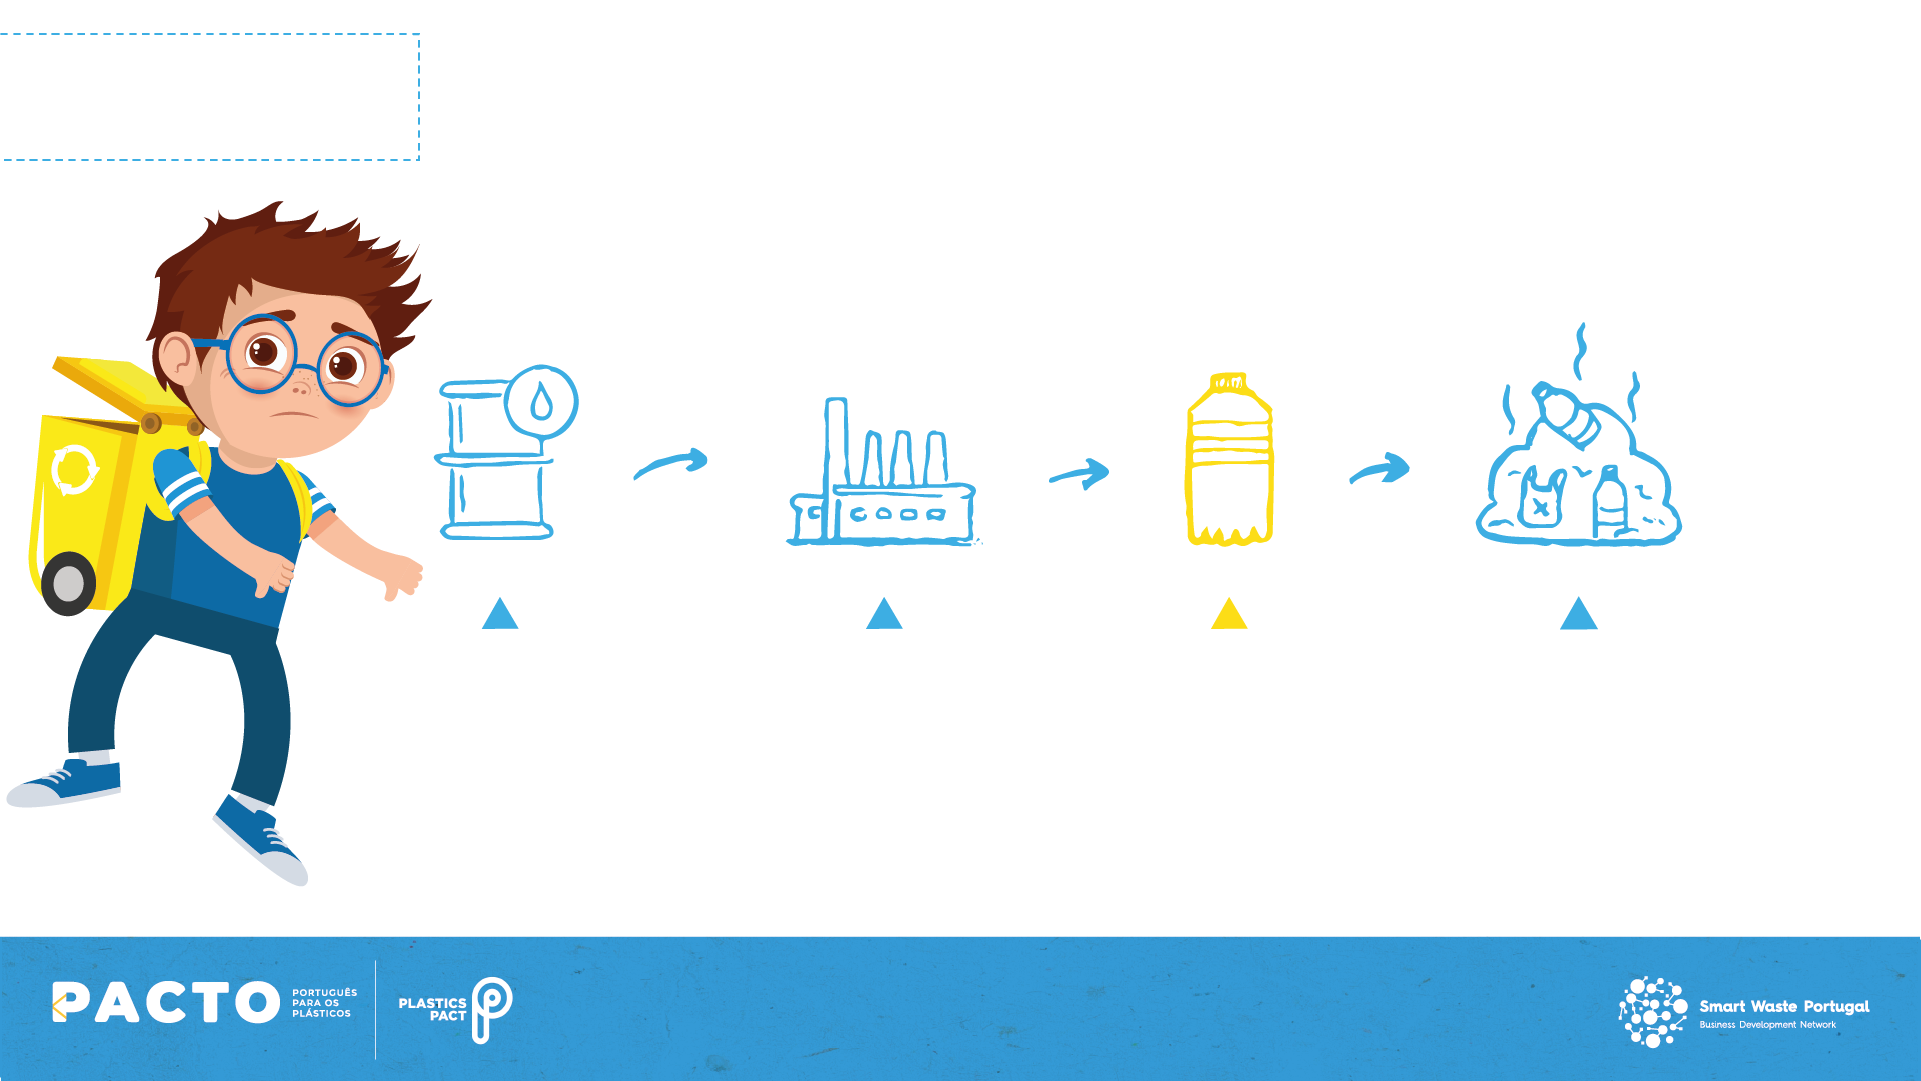 PACTO
PORTUGUÊS
PARA OS
PLÁSTICOS
PLASTICS
PACT
Smart Waste Portugal
Business Development Network